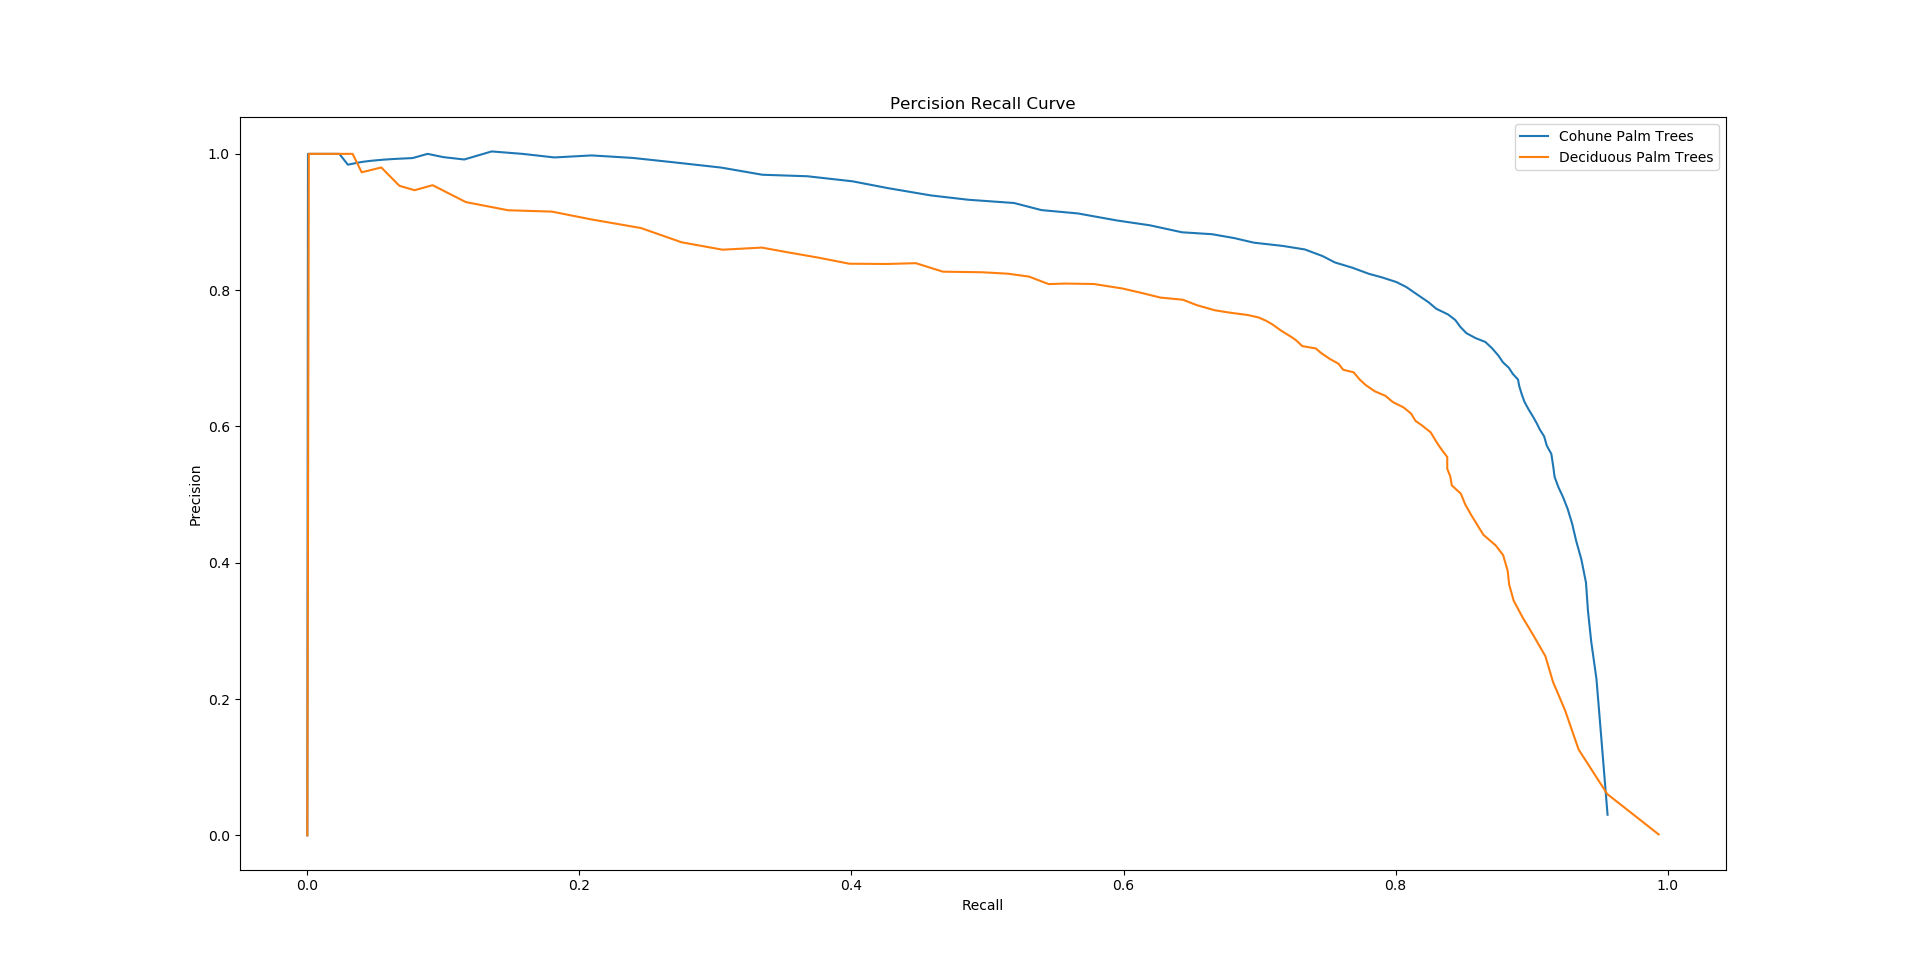 Percision Recall Curve
Cohune Palm Trees
Deciduous Palm Trees
1.0
0.8
0.6
0.4
0.2
0.0
Precision
0.0 0.2 0.4 0.6 0.8 1.0
Recall